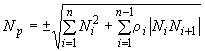 N_p = ±√(∑_{i=1}^{n} N_i^2 + ∑_{i=1}^{n-1} ρ_i |N_i N_{i+1}|)